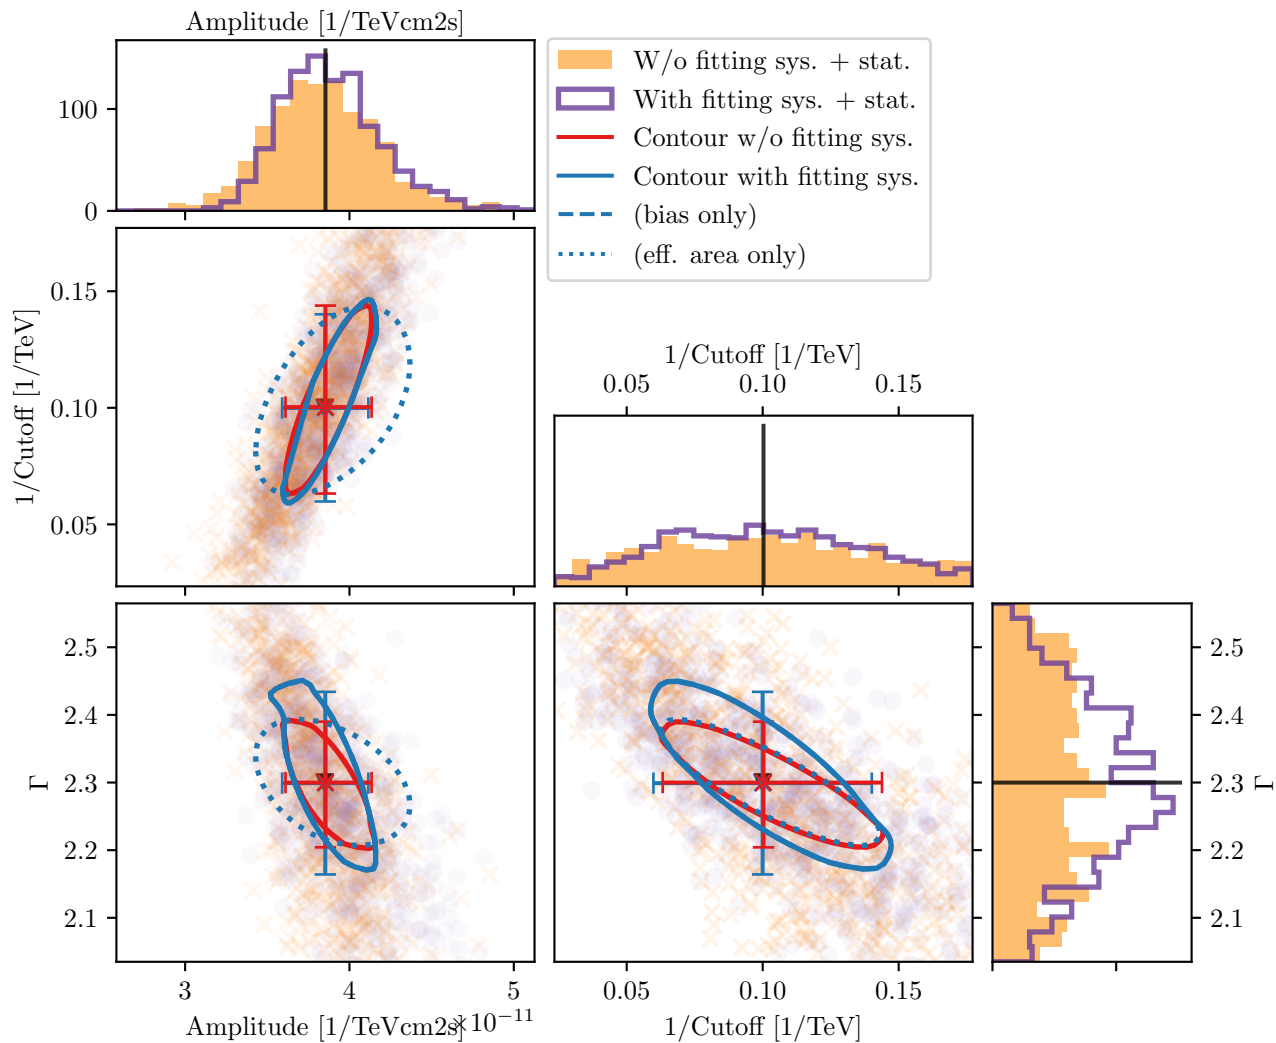 Amplitude [1/TeVcm2s]
100
0
W/o fitting sys. + stat.
With fitting sys. + stat.
Contour w/o fitting sys.
Contour with fitting sys.
(bias only)
(eff. area only)
1/Cutoff [1/TeV]
0.15
0.10
0.05
1/Cutoff [1/TeV]
0.05 0.10 0.15
Γ
2.5
2.4
2.3
2.2
2.1
2.5
2.4
2.3
2.2
2.1
Γ
3 4 5
×10⁻¹¹
Amplitude [1/TeVcm2s]
0.05 0.10 0.15
1/Cutoff [1/TeV]